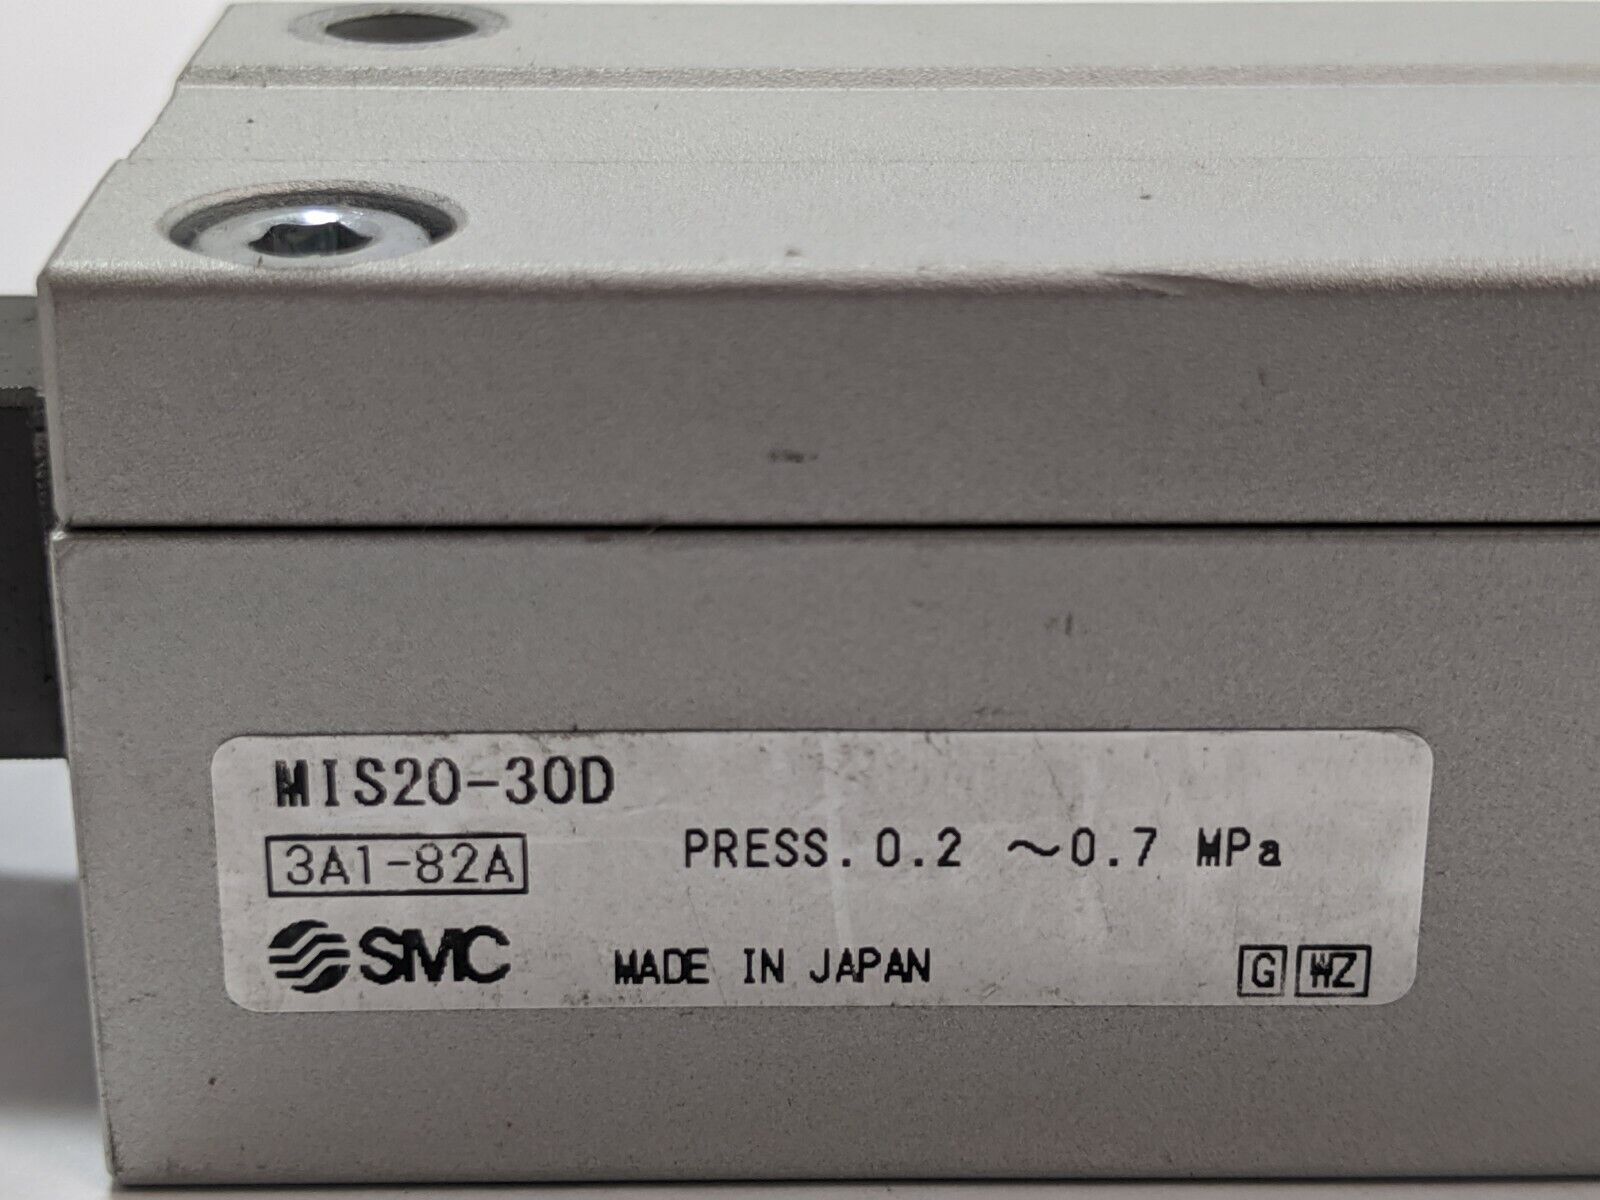 MIS20-30D
3A1-82A PRESS. 0.2 ～0.7 MPa
SMC MADE IN JAPAN G WZ